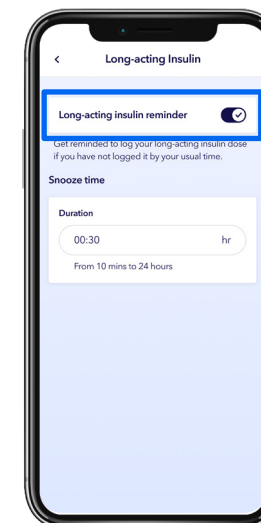 Long-acting Insulin
Long-acting insulin reminder
Get reminded to log your long-acting insulin dose
if you have not logged it by your usual time.
Snooze time
Duration
00:30 hr
From 10 mins to 24 hours